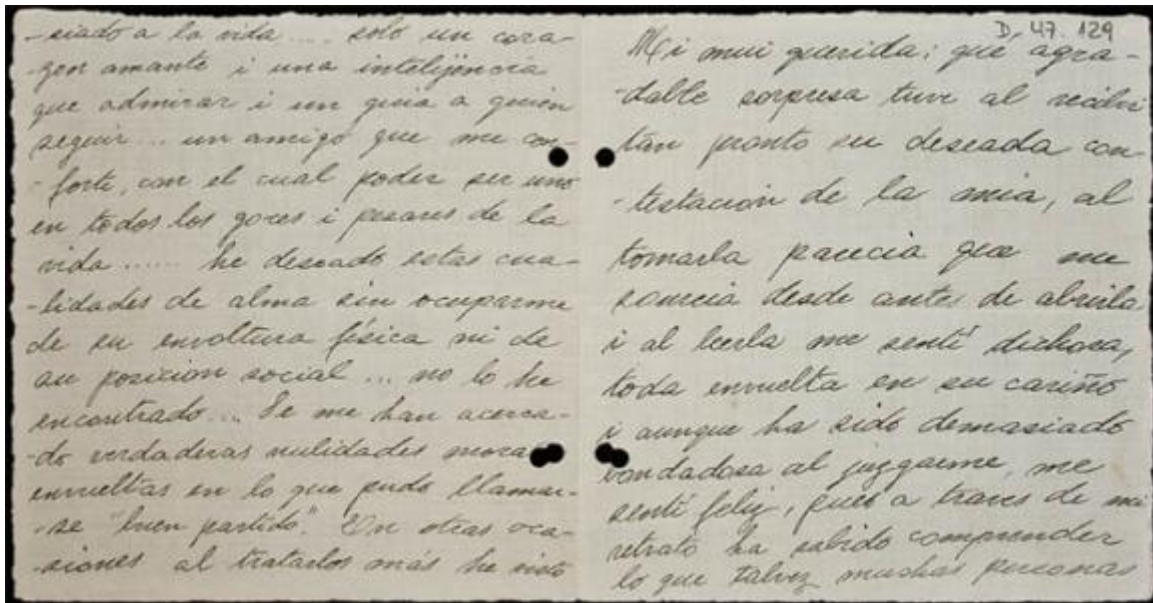 -siado a la vida .... solo un cora-
-zon amante i una intelijencia
que admirar i un guia a quién
seguir ... un amigo que me con-
-forte, con el cual poder ser uno
en todos los goces i pesares de la
vida ...... he deseado estas cua-
-lidades de alma sin ocuparme
de su envoltura física ni de
su posicion social ... no lo he
encontrado ... Se me han acerca-
-do verdaderas nulidades
envueltas en lo que pudo llamar-
-se "buen partido." En otras oca-
-siones al tratarlos más he visto
D. 47. 129
Mi mui querida: qué agra-
-dable sorpresa tuve al recibir
tan pronto su deseada con-
-testacion de la mia, al
tomarla parecia que me
sonreia desde antes de abrirla
i al leerla me sentí dichosa,
toda envuelta en su cariño
i aunque ha sido demasiado
bondadosa al juzgarme, me
sentí feliz, pues a traves de mi
retrato ha sabido comprender
lo que talvez muchas personas